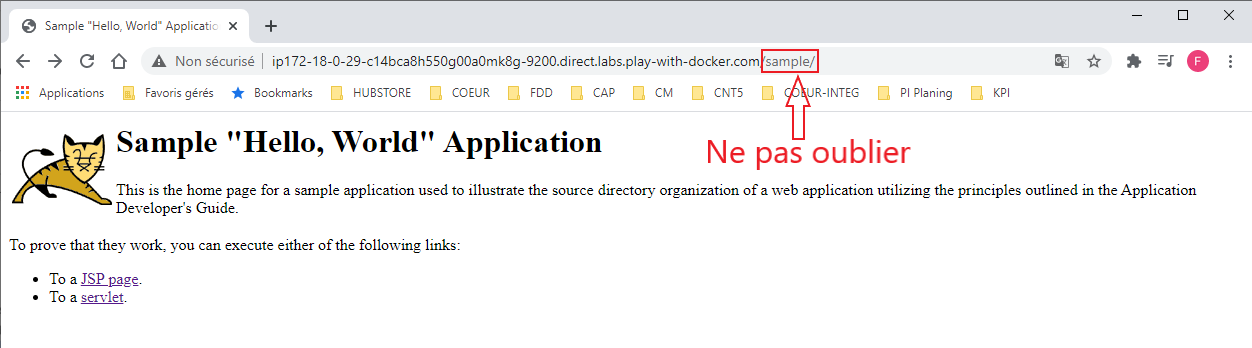 Sample "Hello, World" Applicatio
Non sécurisé | ip172-18-0-29-c14bca8h550g00a0mk8g-9200.direct.labs.play-with-docker.com/sample/
F
Applications Favoris gérés Bookmarks HUBSTORE COEUR FDD CAP CM CNT5 COEUR-INTEG PI Planing KPI
Sample "Hello, World" Application
Ne pas oublier
This is the home page for a sample application used to illustrate the source directory organization of a web application utilizing the principles outlined in the Application
Developer's Guide.
To prove that they work, you can execute either of the following links:
• To a JSP page.
• To a servlet.